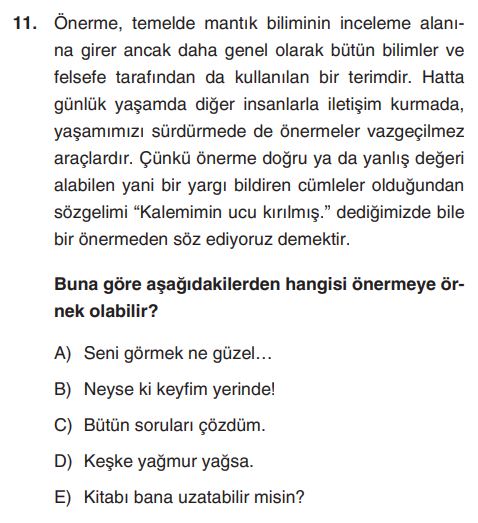 11. Önerme, temelde mantık biliminin inceleme alanı-
na girer ancak daha genel olarak bütün bilimler ve
felsefe tarafından da kullanılan bir terimdir. Hatta
günlük yaşamda diğer insanlarla iletişim kurmada,
yaşamımızı sürdürmede de önermeler vazgeçilmez
araçlardır. Çünkü önerme doğru ya da yanlış değeri
alabilen yani bir yargı bildiren cümleler olduğundan
sözgelimi “Kalemimin ucu kırılmış.” dediğimizde bile
bir önermeden söz ediyoruz demektir.
Buna göre aşağıdakilerden hangisi önermeye ör-
nek olabilir?
A) Seni görmek ne güzel...
B) Neyse ki keyfim yerinde!
C) Bütün soruları çözdüm.
D) Keşke yağmur yağsa.
E) Kitabı bana uzatabilir misin?